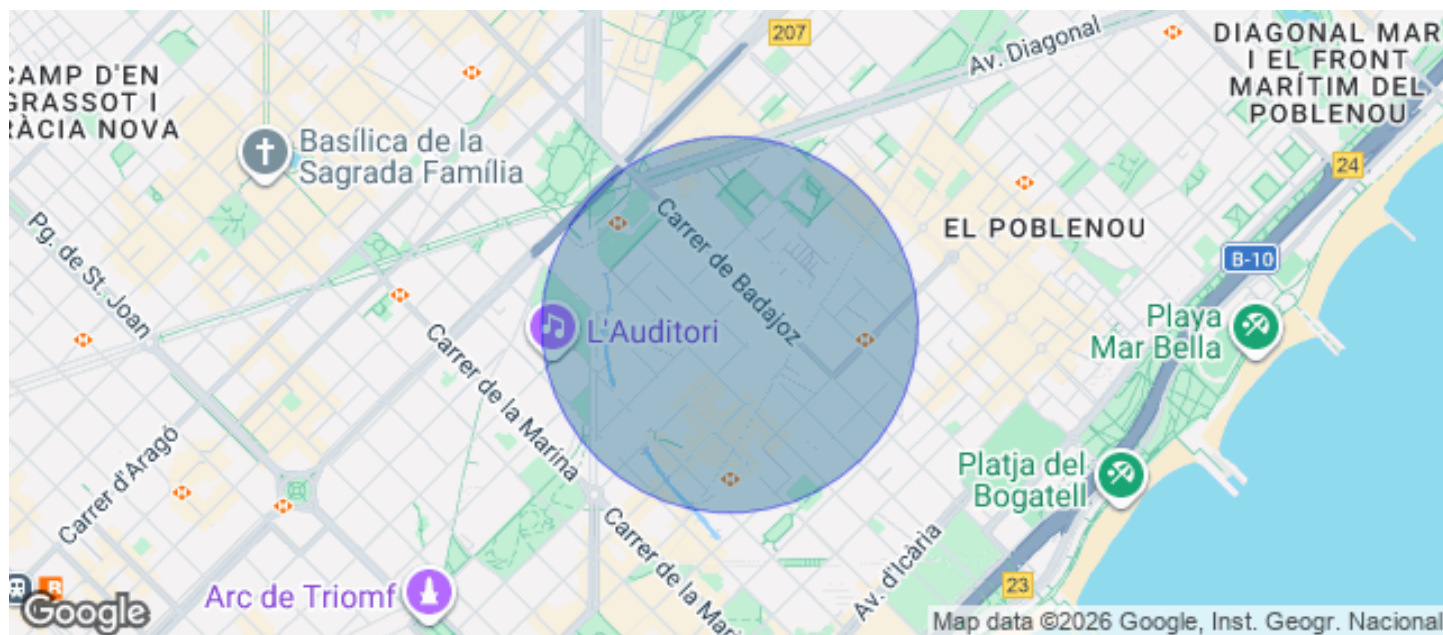 207
Av. Diagonal
DIAGONAL MAR
I EL FRONT
MARÍTIM DEL
POBLENOU
CAMP D'EN
GRASSOT I
RÀCIA NOVA
Basílica de la
Sagrada Família
24
Carrer de Badajoz
EL POBLENOU
B-10
Pg. de St. Joan
L'Auditori
Playa
Mar Bella
Carrer de la Marina
Carrer d'Aragó
Platja del
Bogatell
Carrer de la Mari
Av. d'Icària
23
Arc de Triomf
R
Google
Map data ©2026 Google, Inst. Geogr. Nacional